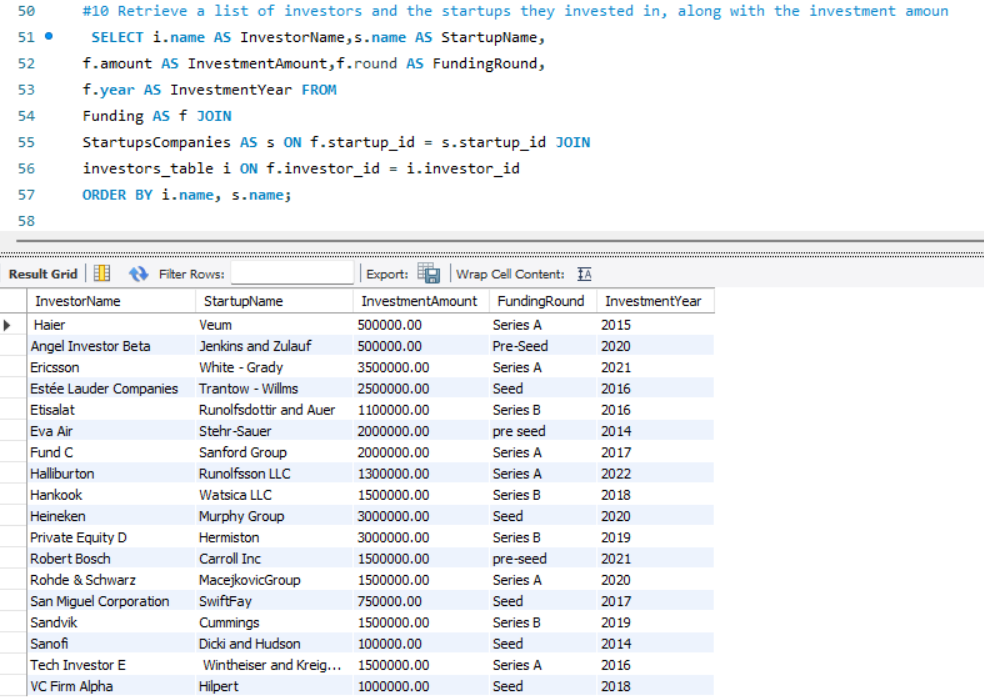 50 #10 Retrieve a list of investors and the startups they invested in, along with the investment amoun
51 SELECT i.name AS InvestorName,s.name AS StartupName,
52 f.amount AS InvestmentAmount,f.round AS FundingRound,
53 f.year AS InvestmentYear FROM
54 Funding AS f JOIN
55 StartupsCompanies AS s ON f.startup_id = s.startup_id JOIN
56 investors_table i ON f.investor_id = i.investor_id
57 ORDER BY i.name, s.name;
58
Result Grid Filter Rows: Export: Wrap Cell Content: IA
InvestorName StartupName InvestmentAmount FundingRound InvestmentYear
Haier Veum 500000.00 Series A 2015
Angel Investor Beta Jenkins and Zulauf 500000.00 Pre-Seed 2020
Ericsson White - Grady 3500000.00 Series A 2021
Estée Lauder Companies Trantow - Willms 2500000.00 Seed 2016
Etisalat Runolfsdottir and Auer 1100000.00 Series B 2016
Eva Air Stehr-Sauer 2000000.00 pre seed 2014
Fund C Sanford Group 2000000.00 Series A 2017
Halliburton Runolfsson LLC 1300000.00 Series A 2022
Hankook Watsica LLC 1500000.00 Series B 2018
Heineken Murphy Group 3000000.00 Seed 2020
Private Equity D Hermiston 3000000.00 Series B 2019
Robert Bosch Carroll Inc 1500000.00 pre-seed 2021
Rohde & Schwarz MacejkovicGroup 1500000.00 Series A 2020
San Miguel Corporation SwiftFay 750000.00 Seed 2017
Sandvik Cummings 1500000.00 Series B 2019
Sanofi Dicki and Hudson 100000.00 Seed 2014
Tech Investor E Wintheiser and Kreig... 1500000.00 Series A 2016
VC Firm Alpha Hilpert 1000000.00 Seed 2018